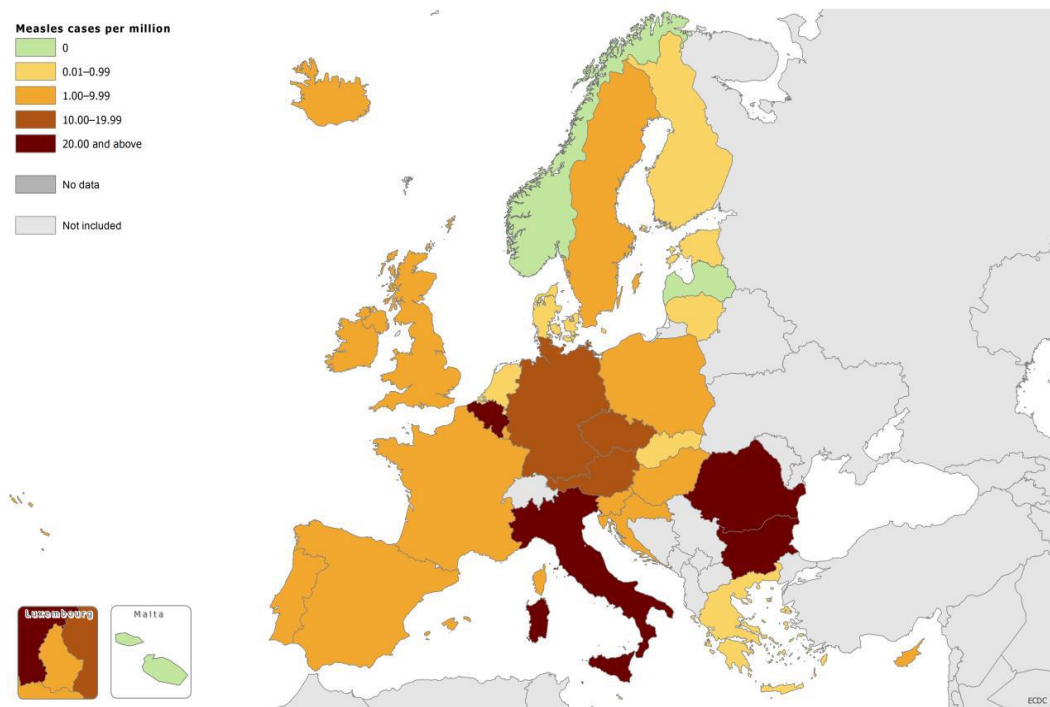 Measles cases per million
0
0.01–0.99
1.00–9.99
10.00–19.99
20.00 and above
No data
Not included
Luxembourg
Malta
ECDC